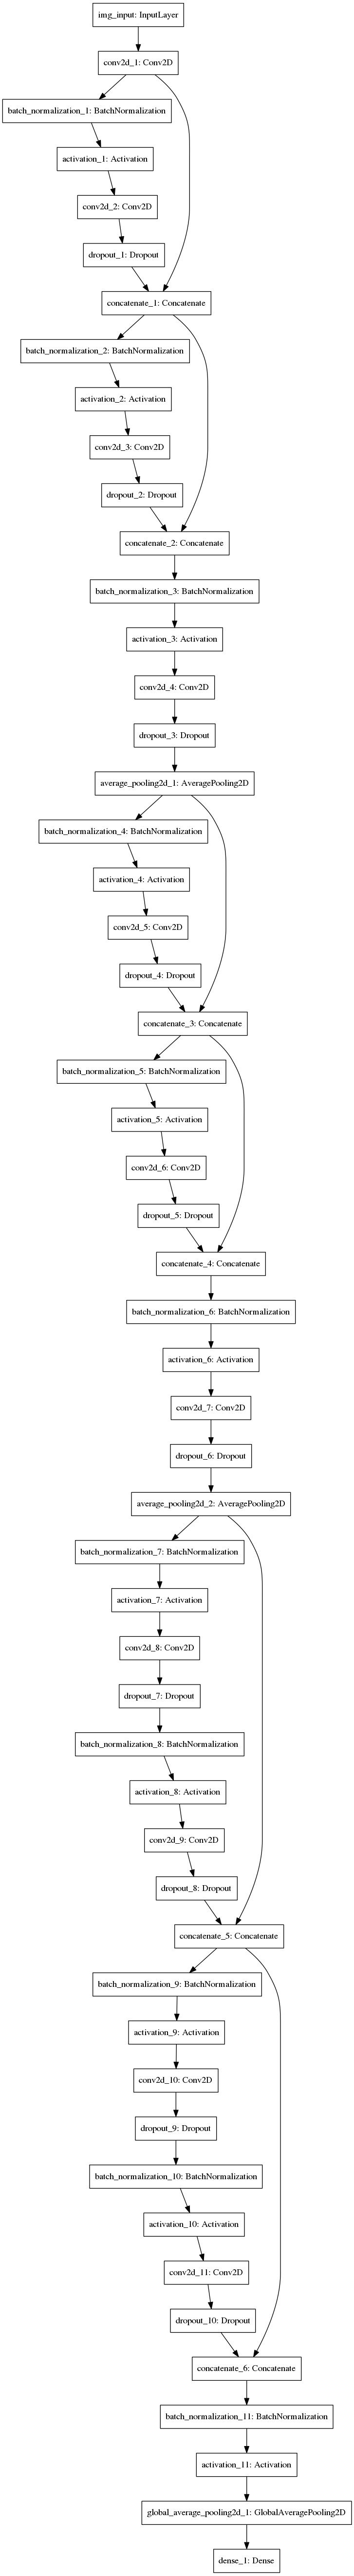 img_input: InputLayer
conv2d_1: Conv2D
batch_normalization_1: BatchNormalization
activation_1: Activation
conv2d_2: Conv2D
dropout_1: Dropout
concatenate_1: Concatenate
batch_normalization_2: BatchNormalization
activation_2: Activation
conv2d_3: Conv2D
dropout_2: Dropout
concatenate_2: Concatenate
batch_normalization_3: BatchNormalization
activation_3: Activation
conv2d_4: Conv2D
dropout_3: Dropout
average_pooling2d_1: AveragePooling2D
batch_normalization_4: BatchNormalization
activation_4: Activation
conv2d_5: Conv2D
dropout_4: Dropout
concatenate_3: Concatenate
batch_normalization_5: BatchNormalization
activation_5: Activation
conv2d_6: Conv2D
dropout_5: Dropout
concatenate_4: Concatenate
batch_normalization_6: BatchNormalization
activation_6: Activation
conv2d_7: Conv2D
dropout_6: Dropout
average_pooling2d_2: AveragePooling2D
batch_normalization_7: BatchNormalization
activation_7: Activation
conv2d_8: Conv2D
dropout_7: Dropout
batch_normalization_8: BatchNormalization
activation_8: Activation
conv2d_9: Conv2D
dropout_8: Dropout
concatenate_5: Concatenate
batch_normalization_9: BatchNormalization
activation_9: Activation
conv2d_10: Conv2D
dropout_9: Dropout
batch_normalization_10: BatchNormalization
activation_10: Activation
conv2d_11: Conv2D
dropout_10: Dropout
concatenate_6: Concatenate
batch_normalization_11: BatchNormalization
activation_11: Activation
global_average_pooling2d_1: GlobalAveragePooling2D
dense_1: Dense